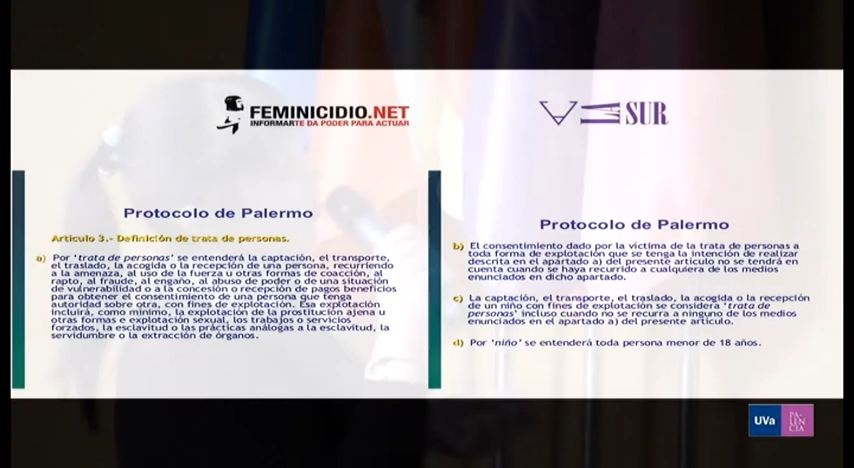 FEMINICIDIO.NET
INFORMARTE DA PODER PARA ACTUAR
Protocolo de Palermo
Artículo 3.- Definición de trata de personas.
a) Por 'trata de personas' se entenderá la captación, el transporte,
el traslado, la acogida o la recepción de una persona, recurriendo
a la amenaza, al uso de la fuerza u otras formas de coacción, al
rapto, al fraude, al engaño, al abuso de poder o de una situación
de vulnerabilidad o a la concesión o recepción de pagos beneficios
para obtener el consentimiento de una persona que tenga
autoridad sobre otra, con fines de explotación. Esa explotación
incluirá, como mínimo, la explotación de la prostitución ajena u
otras formas e explotación sexual, los trabajos o servicios
forzados, la esclavitud o las prácticas análogas a la esclavitud, la
servidumbre o la extracción de órganos.
SUR
Protocolo de Palermo
b) El consentimiento dado por la víctima de la trata de personas a
toda forma de explotación que se tenga la intención de realizar
descrita en el apartado a) del presente artículo no se tendrá en
cuenta cuando se haya recurrido a cualquiera de los medios
enunciados en dicho apartado.
c) La captación, el transporte, el traslado, la acogida o la recepción
de un niño con fines de explotación se considera 'trata de
personas' incluso cuando no se recurra a ninguno de los medios
enunciados en el apartado a) del presente artículo.
d) Por 'niño' se entenderá toda persona menor de 18 años.
UVa
PA-
LEN
CIA